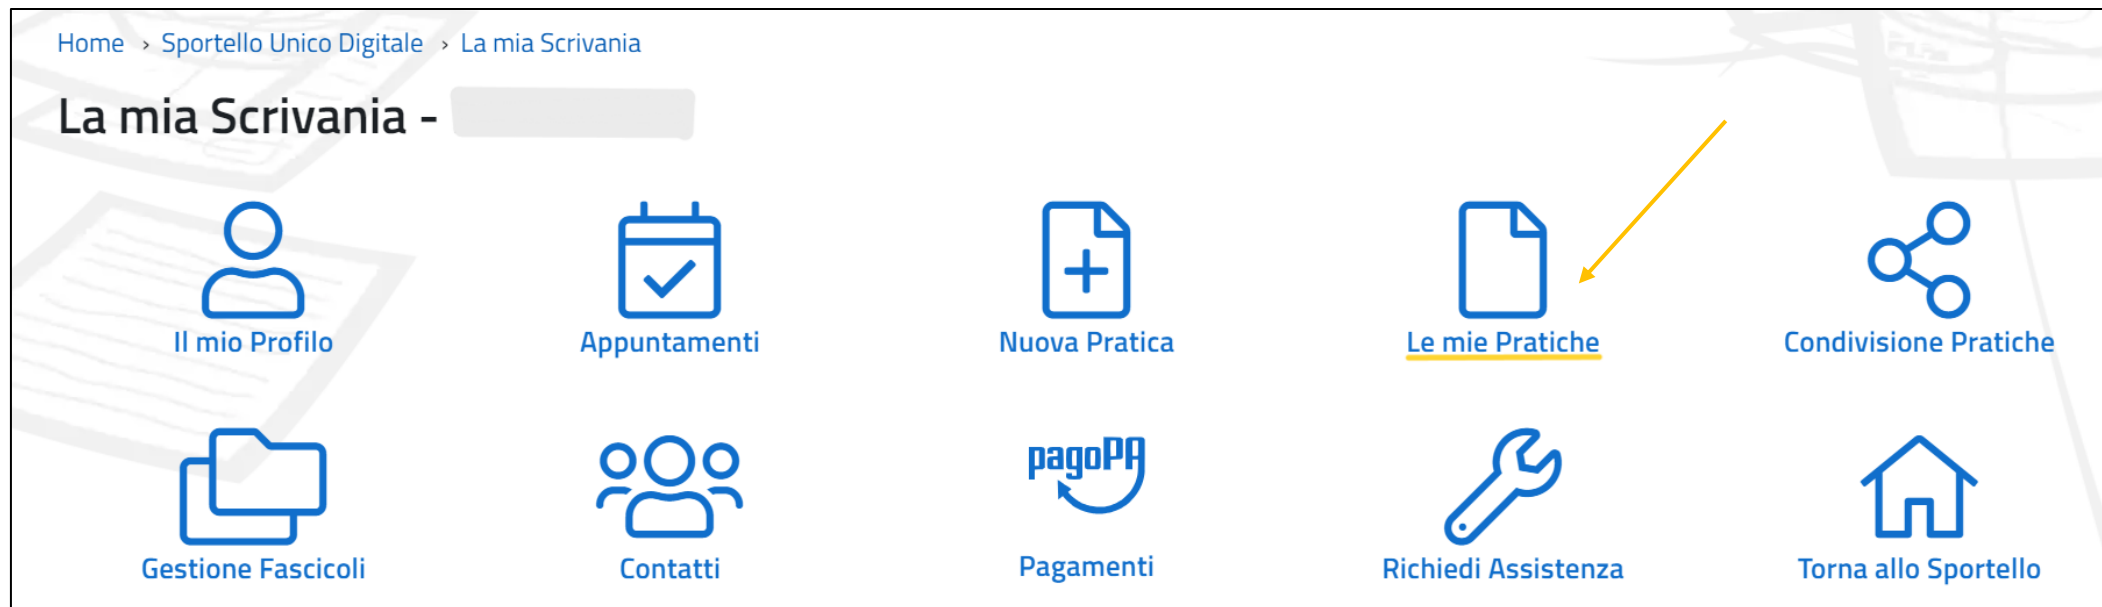 Home › Sportello Unico Digitale › La mia Scrivania
La mia Scrivania -
Il mio Profilo
Appuntamenti
Nuova Pratica
Le mie Pratiche
Condivisione Pratiche
pagoPA
Gestione Fascicoli
Contatti
Pagamenti
Richiedi Assistenza
Torna allo Sportello